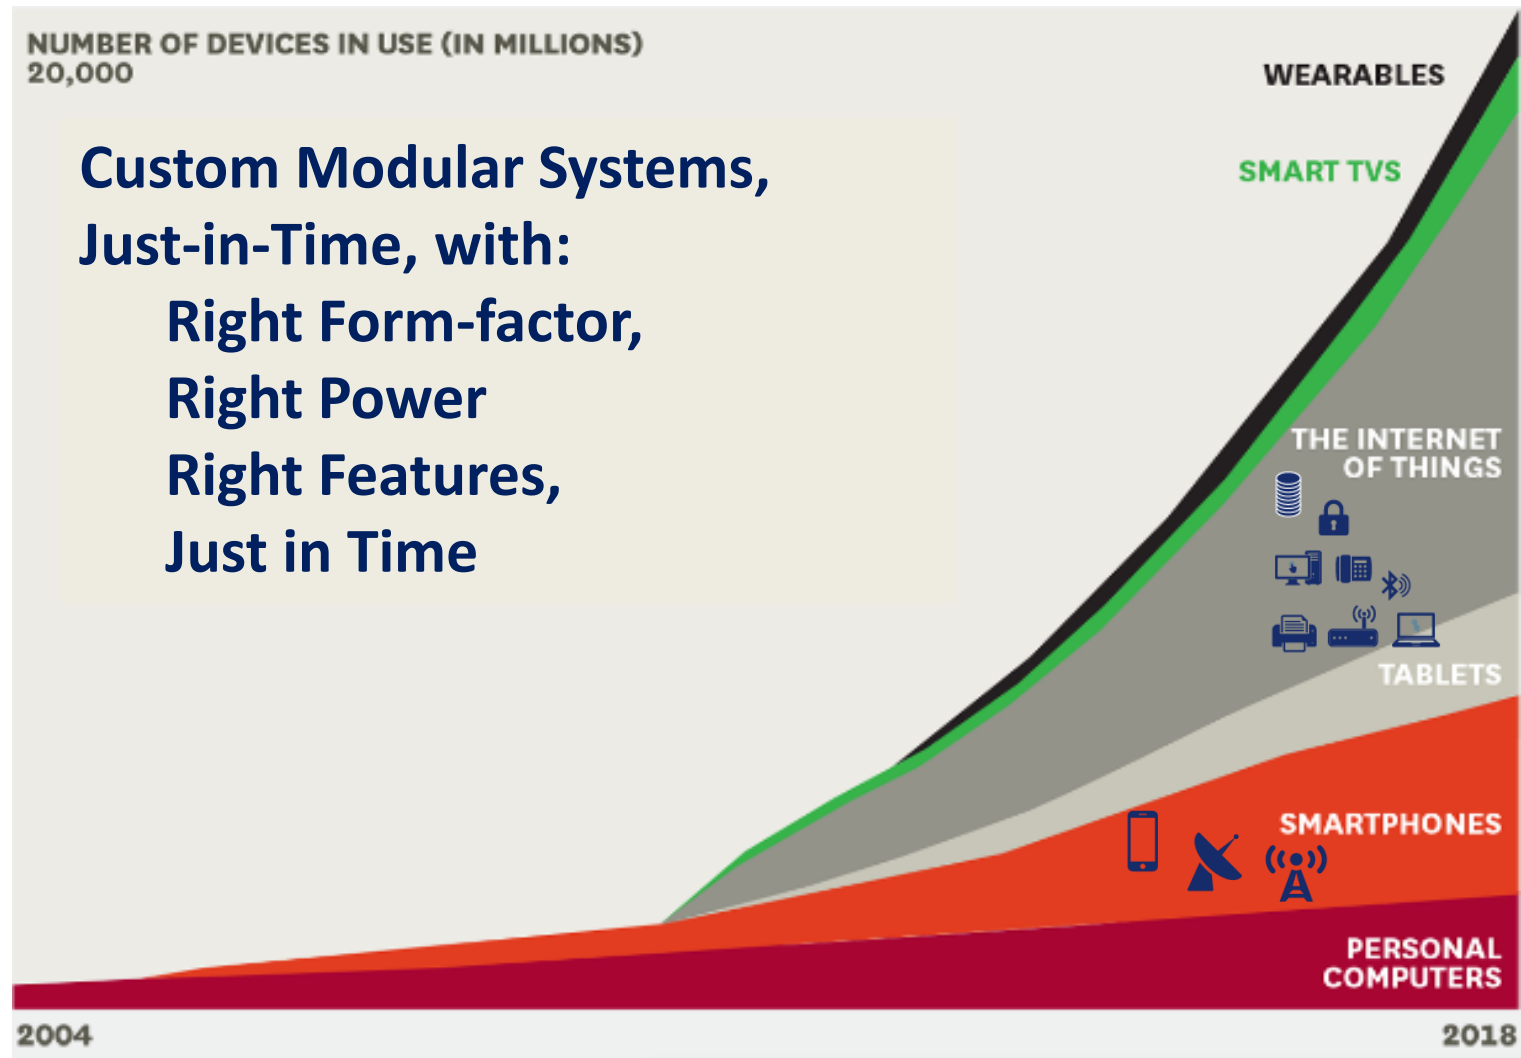 NUMBER OF DEVICES IN USE (IN MILLIONS)
20,000
WEARABLES
SMART TVS
Custom Modular Systems,
Just-in-Time, with:
Right Form-factor,
Right Power
Right Features,
Just in Time
THE INTERNET
OF THINGS
TABLETS
SMARTPHONES
PERSONAL
COMPUTERS
2004
2018